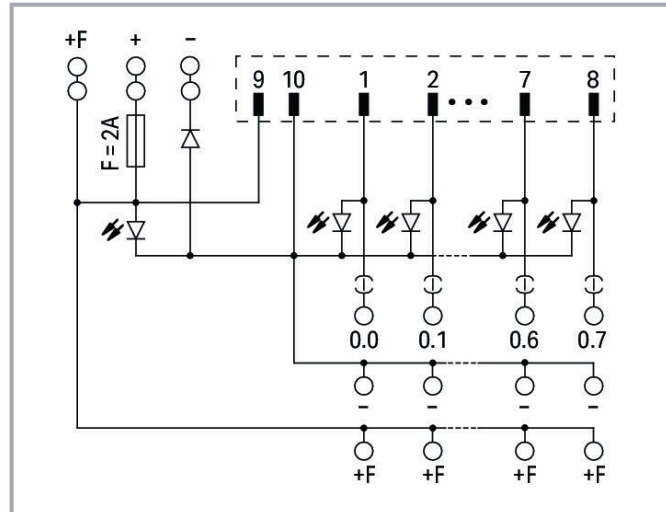 +F + −
9 10 1 2 • • • 7 8
F = 2A
0.0 0.1 0.6 0.7
− − − −
+F +F +F +F